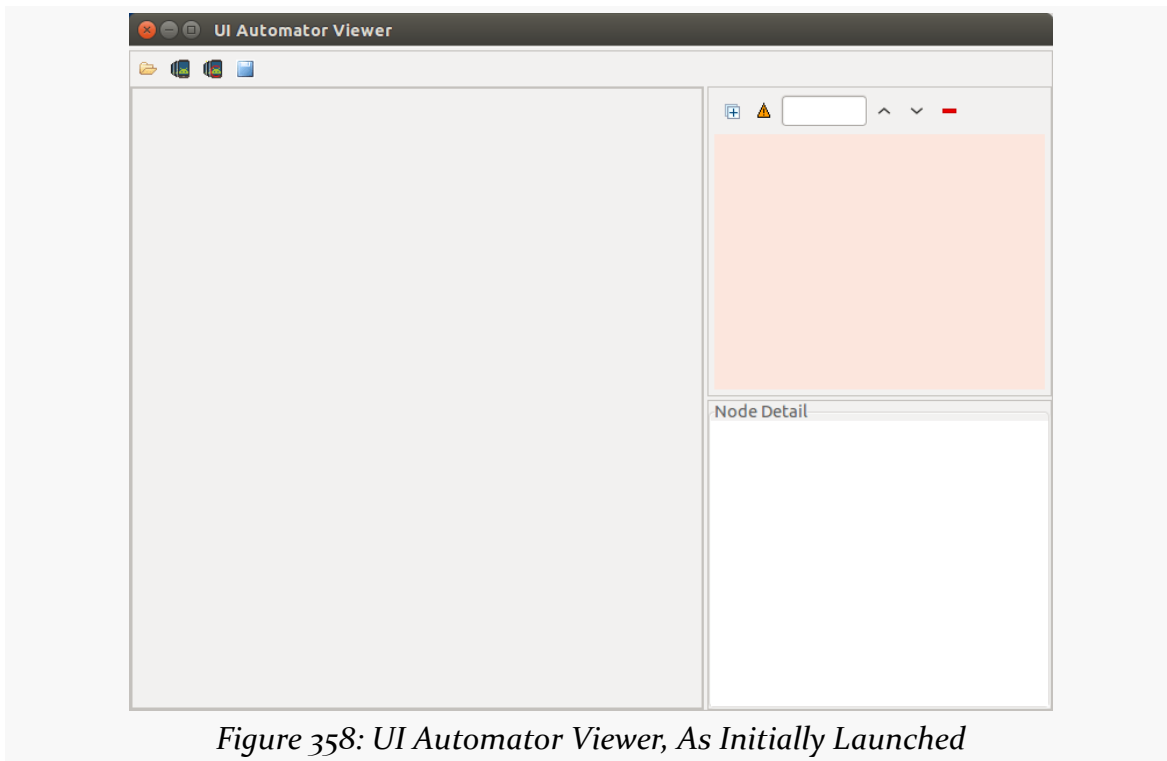 UI Automator Viewer
Node Detail
Figure 358: UI Automator Viewer, As Initially Launched